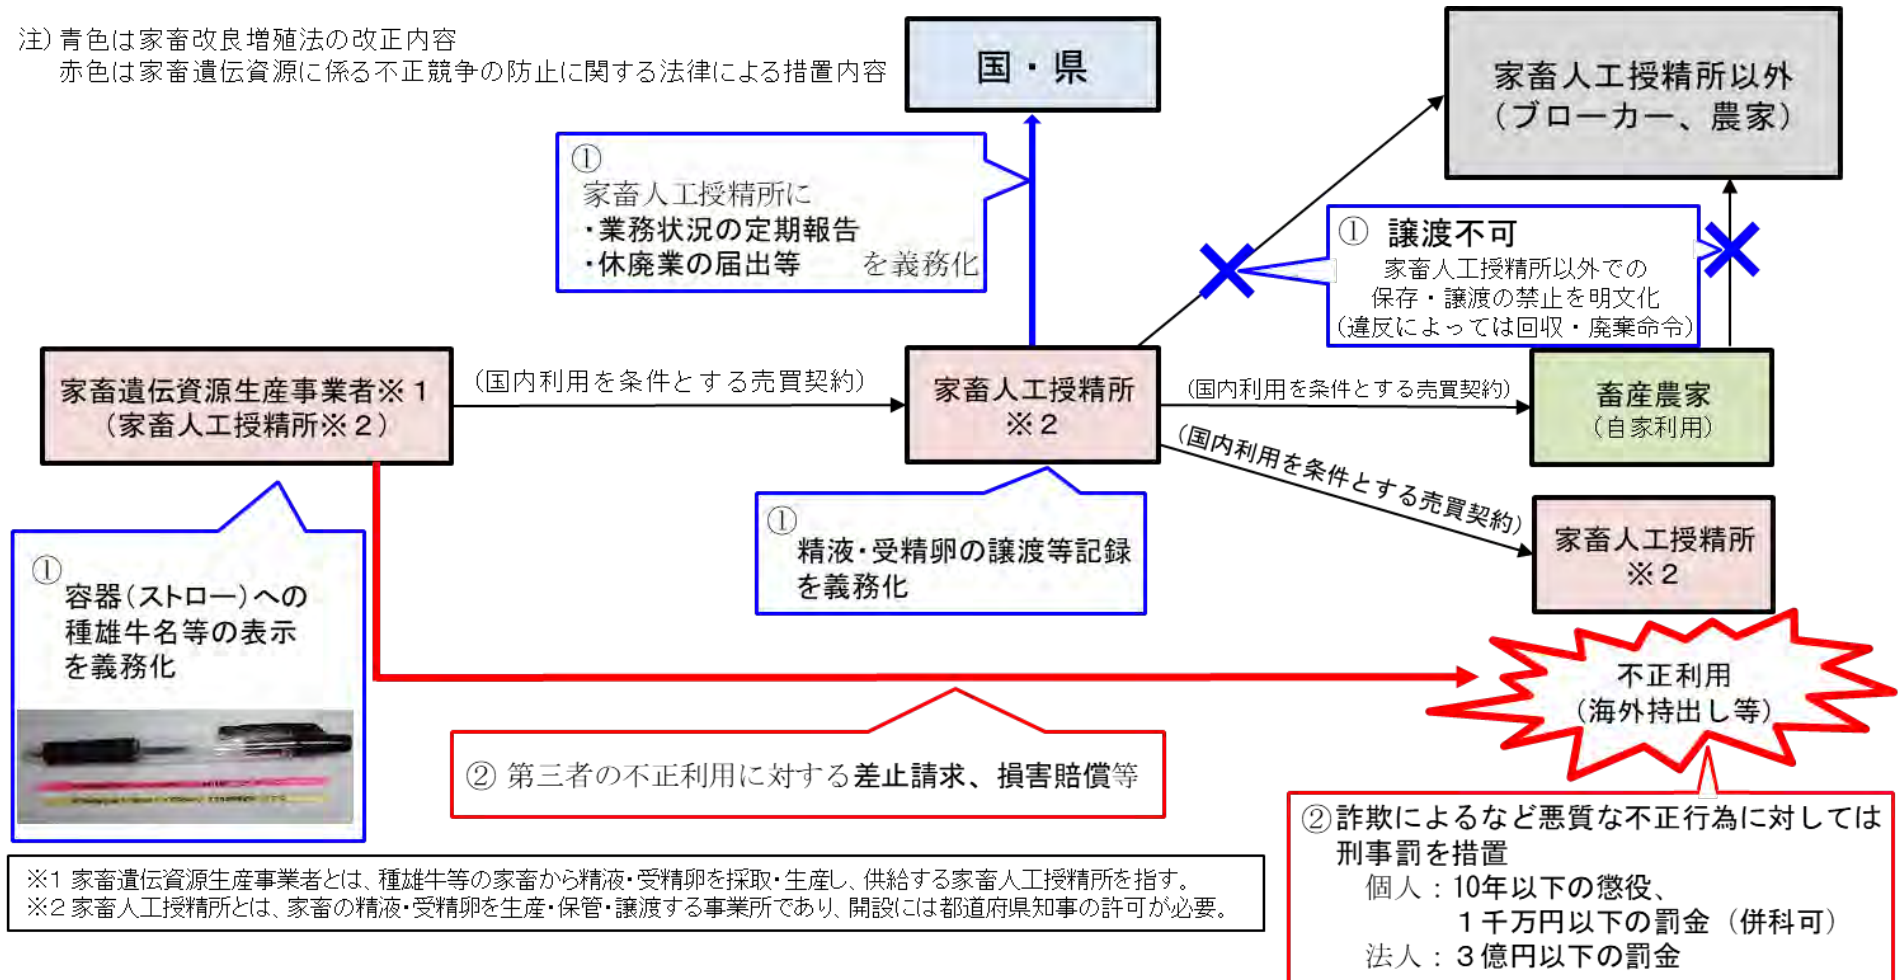 注) 青色は家畜改良増殖法の改正内容
赤色は家畜遺伝資源に係る不正競争の防止に関する法律による措置内容
国・県
家畜人工授精所以外
（ブローカー、農家）
①
家畜人工授精所に
・業務状況の定期報告
・休廃業の届出等 を義務化
① 譲渡不可
家畜人工授精所以外での
保存・譲渡の禁止を明文化
(違反によっては回収・廃棄命令)
家畜遺伝資源生産事業者※１
（家畜人工授精所※２）
(国内利用を条件とする売買契約)
家畜人工授精所
※２
(国内利用を条件とする売買契約)
畜産農家
（自家利用）
(国内利用を条件とする売買契約)
家畜人工授精所
※２
①
容器（ストロー）への
種雄牛名等の表示
を義務化
①
精液・受精卵の譲渡等記録
を義務化
不正利用
（海外持出し等）
② 第三者の不正利用に対する差止請求、損害賠償等
②詐欺によるなど悪質な不正行為に対しては
刑事罰を措置
個人：10年以下の懲役、
１千万円以下の罰金（併科可）
法人：３億円以下の罰金
※1 家畜遺伝資源生産事業者とは、種雄牛等の家畜から精液・受精卵を採取・生産し、供給する家畜人工授精所を指す。
※2 家畜人工授精所とは、家畜の精液・受精卵を生産・保管・譲渡する事業所であり、開設には都道府県知事の許可が必要。